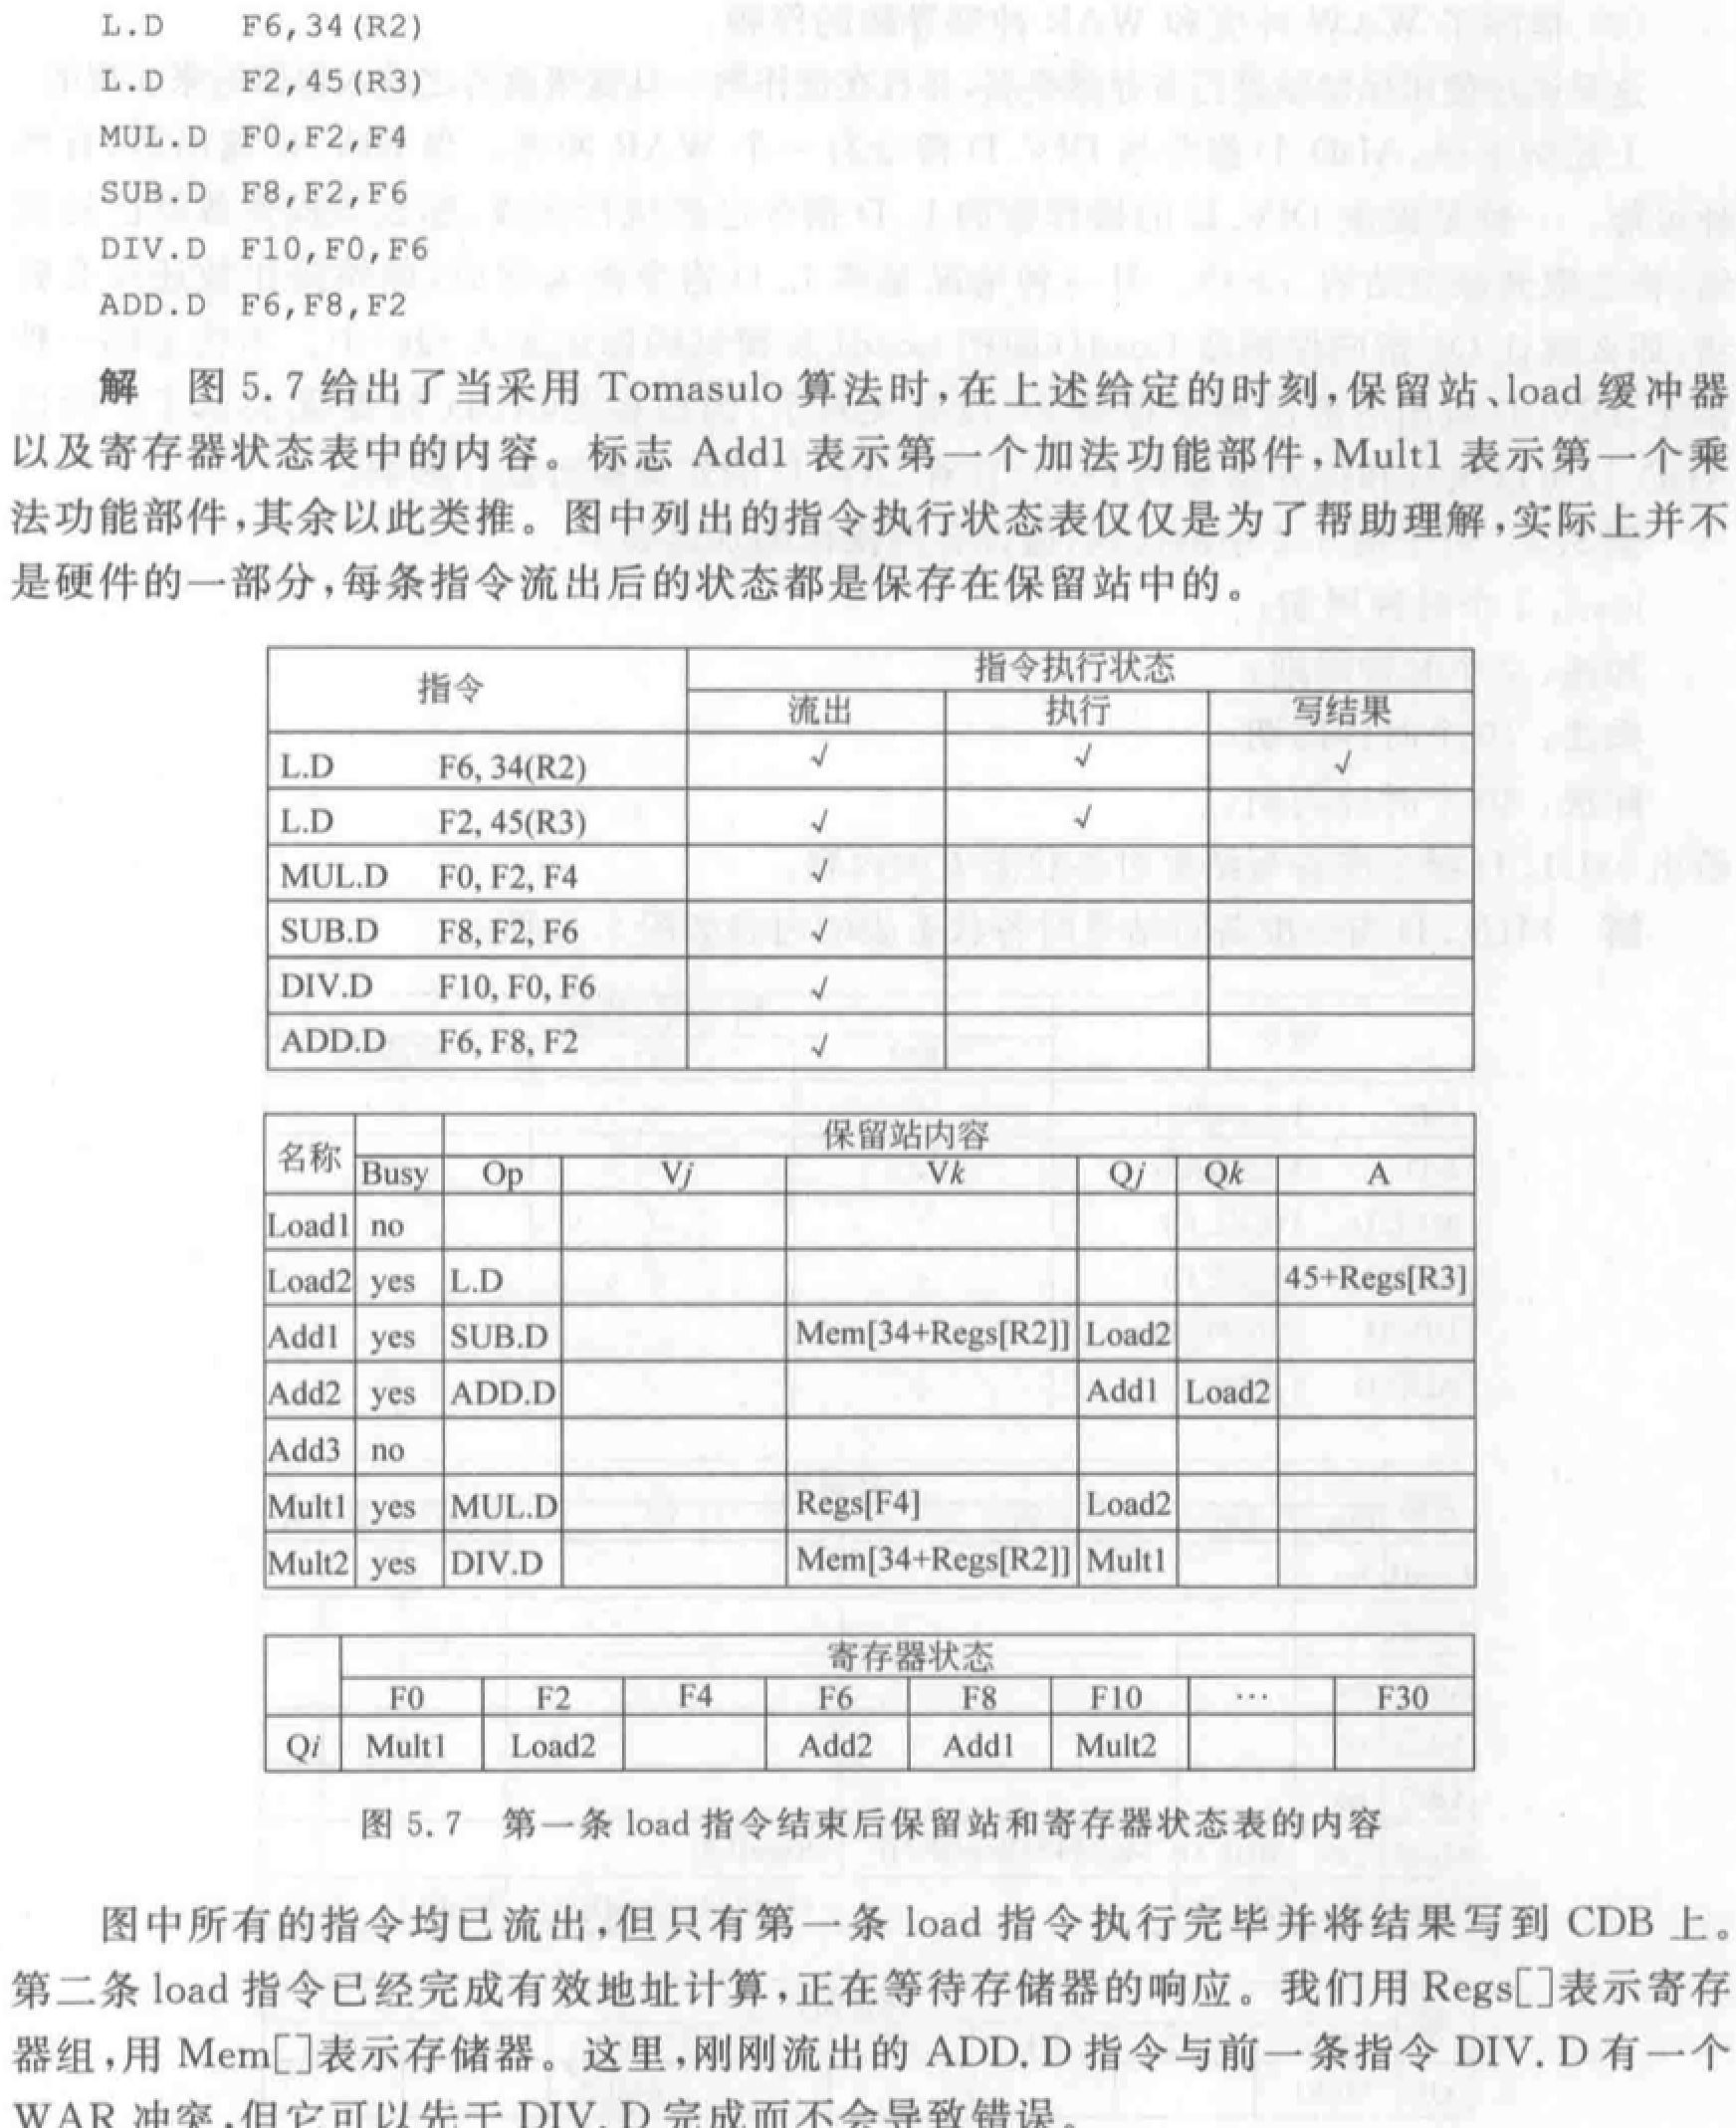 L.D F6,34(R2)
L.D F2,45(R3)
MUL.D F0,F2,F4
SUB.D F8,F2,F6
DIV.D F10,F0,F6
ADD.D F6,F8,F2
解 图 5.7 给出了当采用 Tomasulo 算法时,在上述给定的时刻,保留站、load 缓冲器
以及寄存器状态表中的内容。标志 Add1 表示第一个加法功能部件,Mult1 表示第一个乘
法功能部件,其余以此类推。图中列出的指令执行状态表仅仅是为了帮助理解,实际上并不
是硬件的一部分,每条指令流出后的状态都是保存在保留站中的。
指令 指令执行状态
流出 执行 写结果
L.D F6, 34(R2) √ √ √
L.D F2, 45(R3) √ √
MUL.D F0, F2, F4 √
SUB.D F8, F2, F6 √
DIV.D F10, F0, F6 √
ADD.D F6, F8, F2 √
名称 保留站内容
Busy Op Vj Vk Qj Qk A
Load1 no
Load2 yes L.D 45+Regs[R3]
Add1 yes SUB.D Mem[34+Regs[R2]] Load2
Add2 yes ADD.D Add1 Load2
Add3 no
Mult1 yes MUL.D Regs[F4] Load2
Mult2 yes DIV.D Mem[34+Regs[R2]] Mult1
寄存器状态
F0 F2 F4 F6 F8 F10 … F30
Qi Mult1 Load2 Add2 Add1 Mult2
图 5.7 第一条 load 指令结束后保留站和寄存器状态表的内容
图中所有的指令均已流出,但只有第一条 load 指令执行完毕并将结果写到 CDB 上。
第二条 load 指令已经完成有效地址计算,正在等待存储器的响应。我们用 Regs[]表示寄存
器组,用 Mem[]表示存储器。这里,刚刚流出的 ADD.D 指令与前一条指令 DIV.D 有一个
WAR 冲突,但它可以先于 DIV.D 完成而不会导致错误。